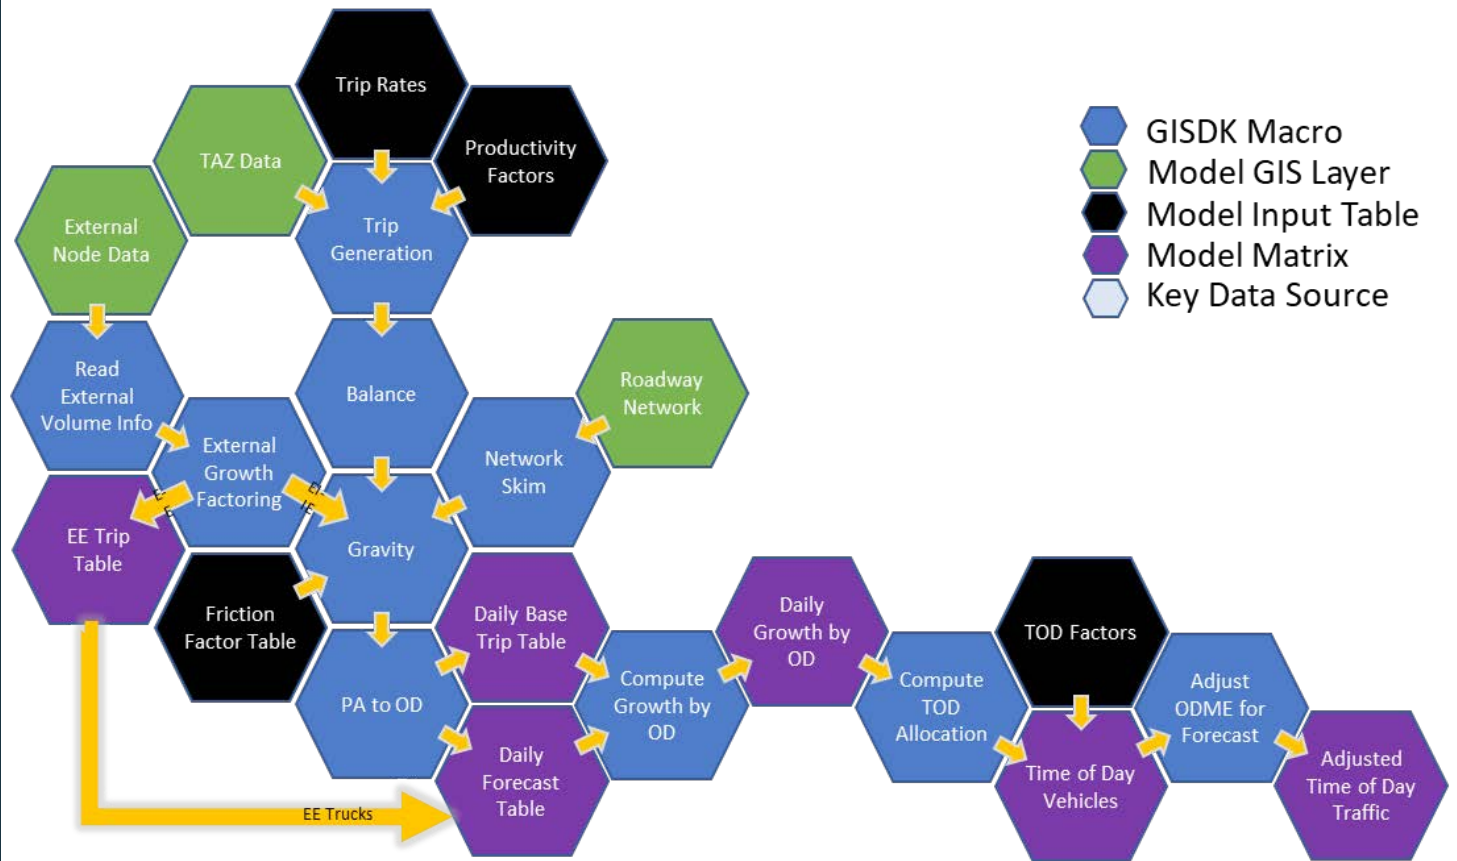 Trip Rates
TAZ Data
Productivity
Factors
External
Node Data
Trip
Generation
Read
External
Volume Info
Balance
Roadway
Network
External
Growth
Factoring
Network
Skim
E-
E
EI-
IE
EE Trip
Table
Gravity
Friction
Factor Table
Daily Base
Trip Table
PA to OD
Daily
Forecast
Table
Compute
Growth by
OD
Daily
Growth by
OD
Compute
TOD
Allocation
TOD Factors
Time of Day
Vehicles
Adjust
ODME for
Forecast
Adjusted
Time of Day
Traffic
EE Trucks
GISDK Macro
Model GIS Layer
Model Input Table
Model Matrix
Key Data Source